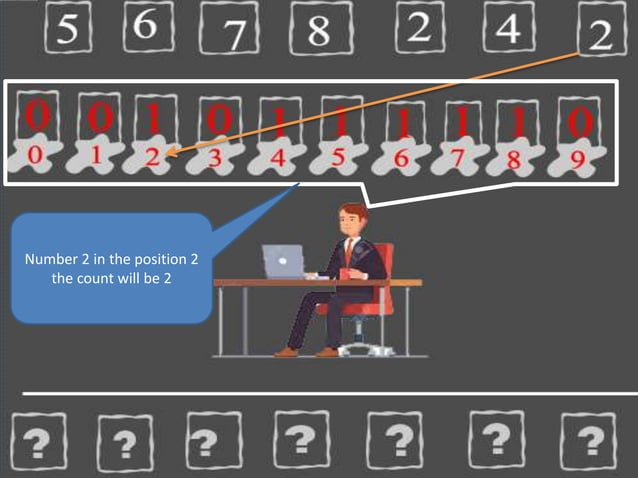 5 6 7 8 2 4 2
0 0 1 0 1 1 1 1 1 0
0 1 2 3 4 5 6 7 8 9
Number 2 in the position 2
the count will be 2
? ? ? ? ? ? ?